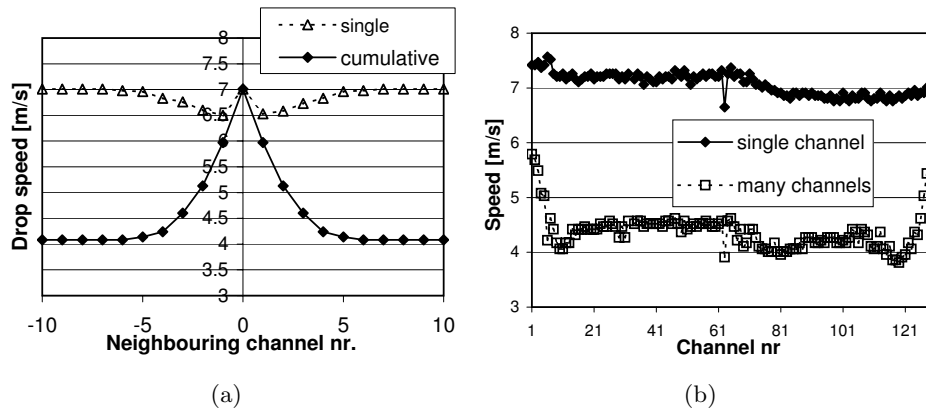 single
cumulative
8
7.5
7
6.5
6
5.5
5
4.5
4
3.5
3
Drop speed [m/s]
-10 -5 0 5 10
Neighbouring channel nr.
(a)
8
7
6
5
4
3
Speed [m/s]
single channel
many channels
1 21 41 61 81 101 121
Channel nr
(b)